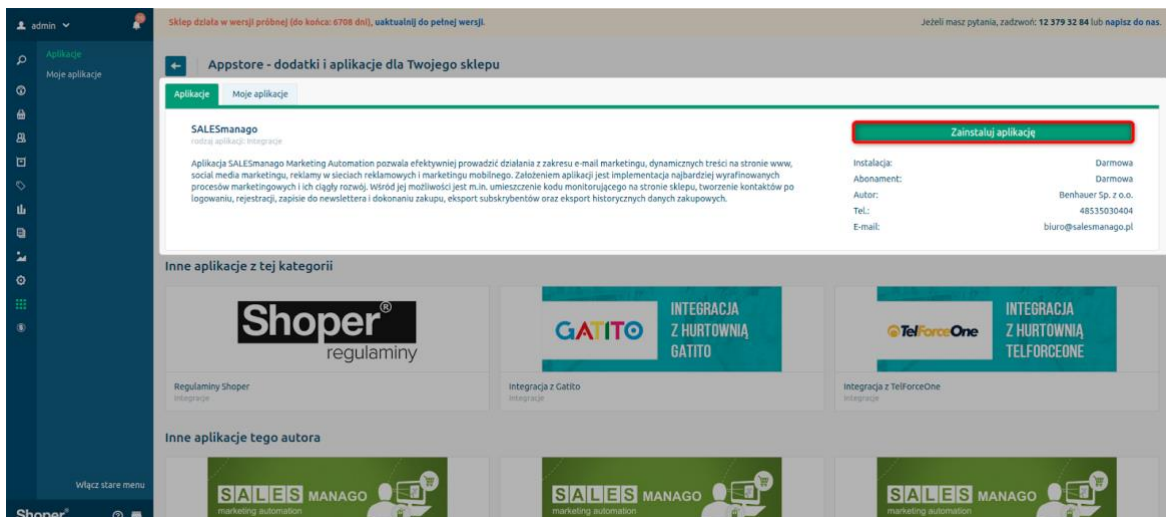 admin
Sklep działa w wersji próbnej (do końca: 6708 dni), uaktualnij do pełnej wersji.
Jeżeli masz pytania, zadzwoń: 12 379 32 84 lub napisz do nas.
Aplikacje
Moje aplikacje
Appstore - dodatki i aplikacje dla Twojego sklepu
Aplikacje
Moje aplikacje
SALESmanago
rodzaj aplikacji: Integracje
Aplikacja SALESmanago Marketing Automation pozwala efektywniej prowadzić działania z zakresu e-mail marketingu, dynamicznych treści na stronie www,
social media marketingu, reklamy w sieciach reklamowych i marketingu mobilnego. Założeniem aplikacji jest implementacja najbardziej wyrafinowanych
procesów marketingowych i ich ciągły rozwój. Wśród jej możliwości jest m.in. umieszczenie kodu monitorującego na stronie sklepu, tworzenie kontaktów po
logowaniu, rejestracji, zapisie do newslettera i dokonaniu zakupu, eksport subskrybentów oraz eksport historycznych danych zakupowych.
Zainstaluj aplikację
Instalacja: Darmowa
Abonament: Darmowa
Autor: Benhauer Sp. z o.o.
Tel.: 48535030404
E-mail: biuro@salesmanago.pl
Inne aplikacje z tej kategorii
Shoper®
regulaminy
Regulaminy Shoper
Integracje
GATITO
INTEGRACJA
Z HURTOWNIĄ
GATITO
Integracja z Gatito
Integracje
TelForceOne
INTEGRACJA
Z HURTOWNIĄ
TELFORCEONE
Integracja z TelForceOne
Integracje
Inne aplikacje tego autora
SALES MANAGO
marketing automation
SALES MANAGO
marketing automation
SALES MANAGO
marketing automation
Włącz stare menu
Shoper®